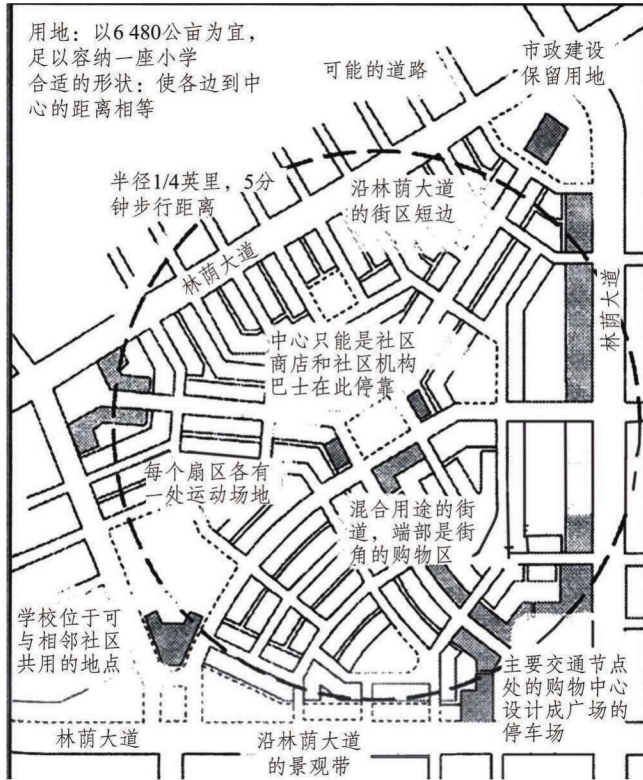 用地：以6 480公亩为宜，
足以容纳一座小学
合适的形状：使各边到中
心的距离相等
可能的道路
市政建设
保留用地
半径1/4英里，5分
钟步行距离
沿林荫大道
的街区短边
林荫大道
林荫大道
中心只能是社区
商店和社区机构
巴士在此停靠
每个扇区各有
一处运动场地
混合用途的街
道，端部是街
角的购物区
学校位于可
与相邻社区
共用的地点
主要交通节点
处的购物中心
设计成广场的
停车场
林荫大道
沿林荫大道
的景观带